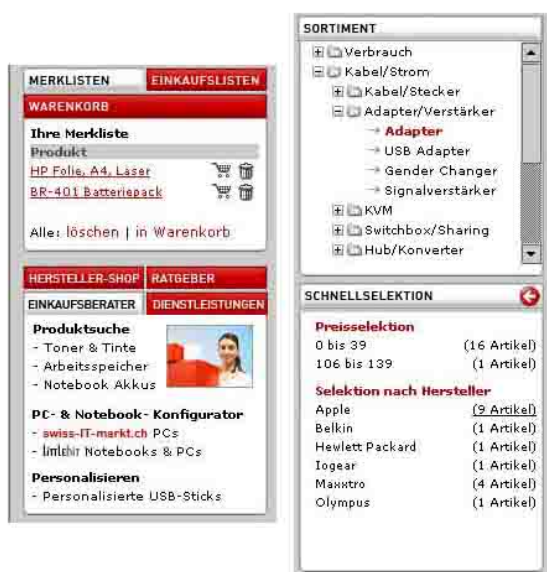 MERKLISTEN
EINKAUFSLISTEN
WARENKORB
Ihre Merkliste
Produkt
HP Folie, A4, Laser
BR-401 Batteriepack
Alle: löschen | in Warenkorb
HERSTELLER-SHOP
RATGEBER
EINKAUFSBERATER
DIENSTLEISTUNGEN
Produktsuche
- Toner & Tinte
- Arbeitsspeicher
- Notebook Akkus
PC- & Notebook- Konfigurator
- swiss-IT-markt.ch PCs
- Notebooks & PCs
Personalisieren
- Personalisierte USB-Sticks
SORTIMENT
Verbrauch
Kabel/Strom
Kabel/Stecker
Adapter/Verstärker
→ Adapter
→ USB Adapter
→ Gender Changer
→ Signalverstärker
KVM
Switchbox/Sharing
Hub/Konverter
SCHNELLSELEKTION
Preisselektion
0 bis 39 (16 Artikel)
106 bis 139 (1 Artikel)
Selektion nach Hersteller
Apple (9 Artikel)
Belkin (1 Artikel)
Hewlett Packard (1 Artikel)
Iogear (1 Artikel)
Maxxtro (4 Artikel)
Olympus (1 Artikel)